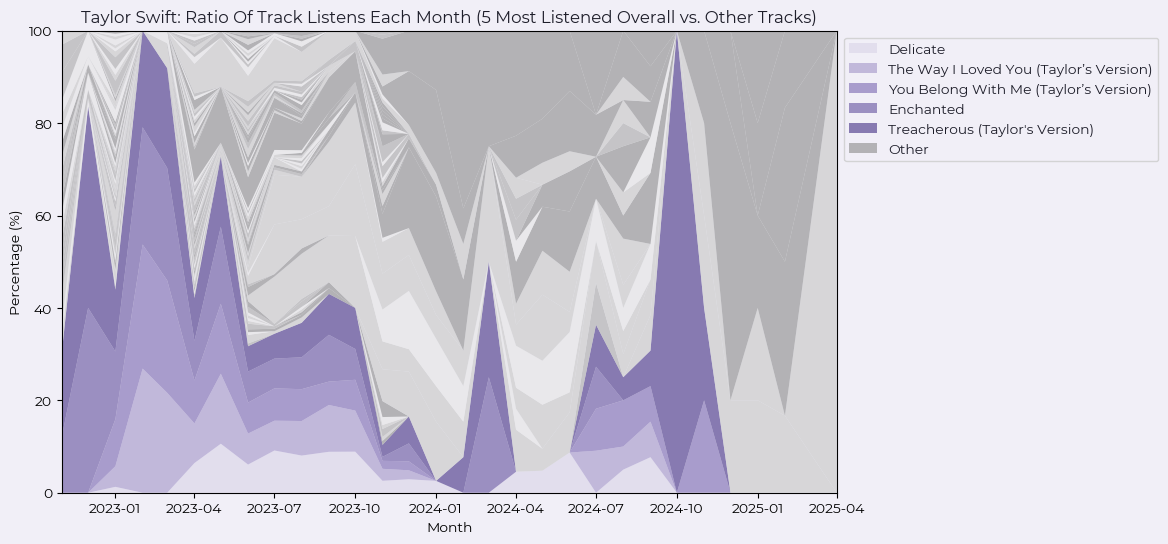 Taylor Swift: Ratio Of Track Listens Each Month (5 Most Listened Overall vs. Other Tracks)
100
80
60
40
20
0
Percentage (%)
2023-01 2023-04 2023-07 2023-10 2024-01 2024-04 2024-07 2024-10 2025-01 2025-04
Month
Delicate
The Way I Loved You (Taylor’s Version)
You Belong With Me (Taylor’s Version)
Enchanted
Treacherous (Taylor's Version)
Other